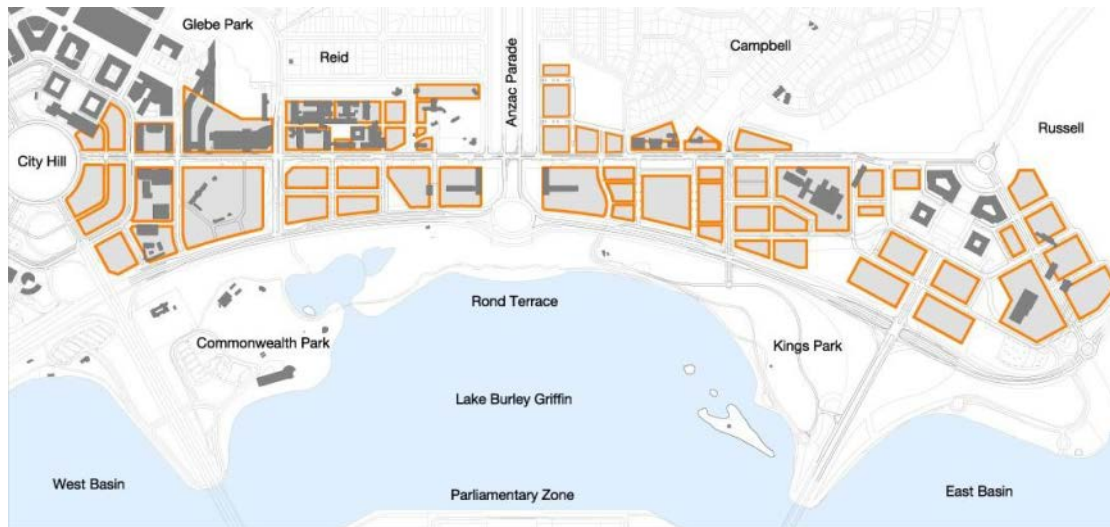 Glebe Park
Reid
Anzac Parade
Campbell
Russell
City Hill
Rond Terrace
Commonwealth Park
Kings Park
Lake Burley Griffin
West Basin
Parliamentary Zone
East Basin